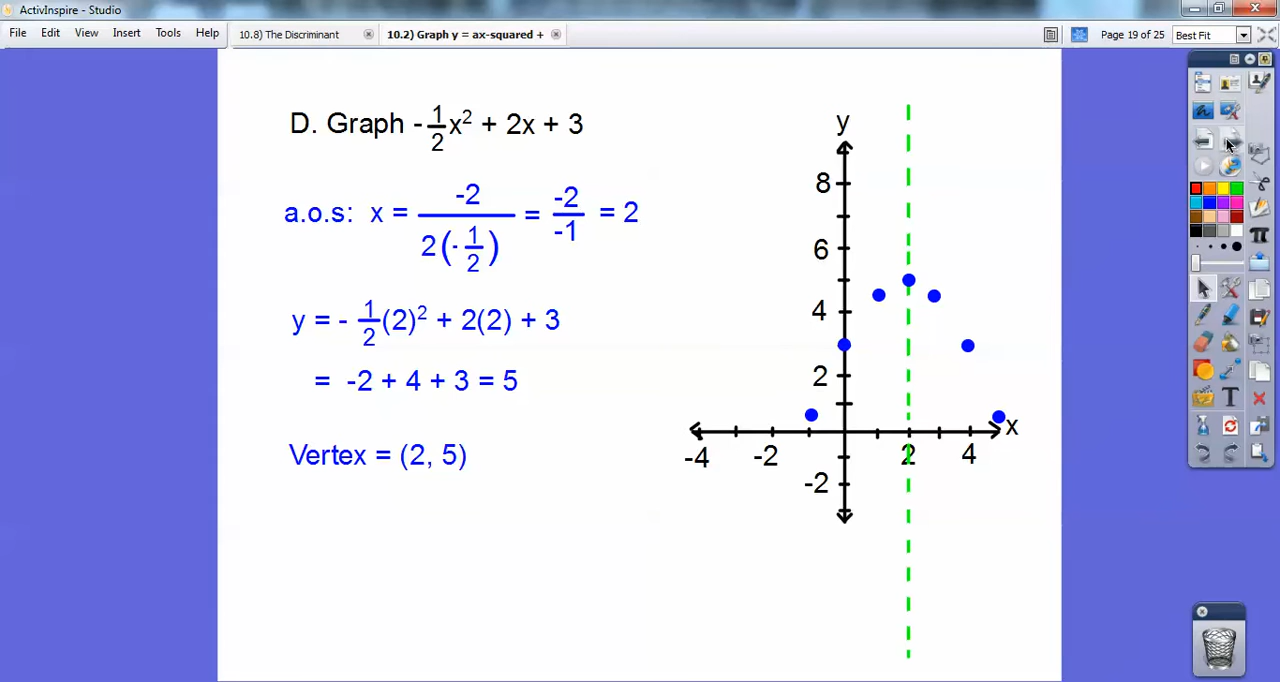 ActivInspire - Studio
File Edit View Insert Tools Help
10.8) The Discriminant
10.2) Graph y = ax-squared +
Page 19 of 25
Best Fit
D. Graph -1/2x² + 2x + 3
a.o.s: x = -2/2(-1/2) = -2/-1 = 2
y = - 1/2(2)² + 2(2) + 3
= -2 + 4 + 3 = 5
Vertex = (2, 5)
y
8
6
4
2
x
-4 -2 2 4
-2